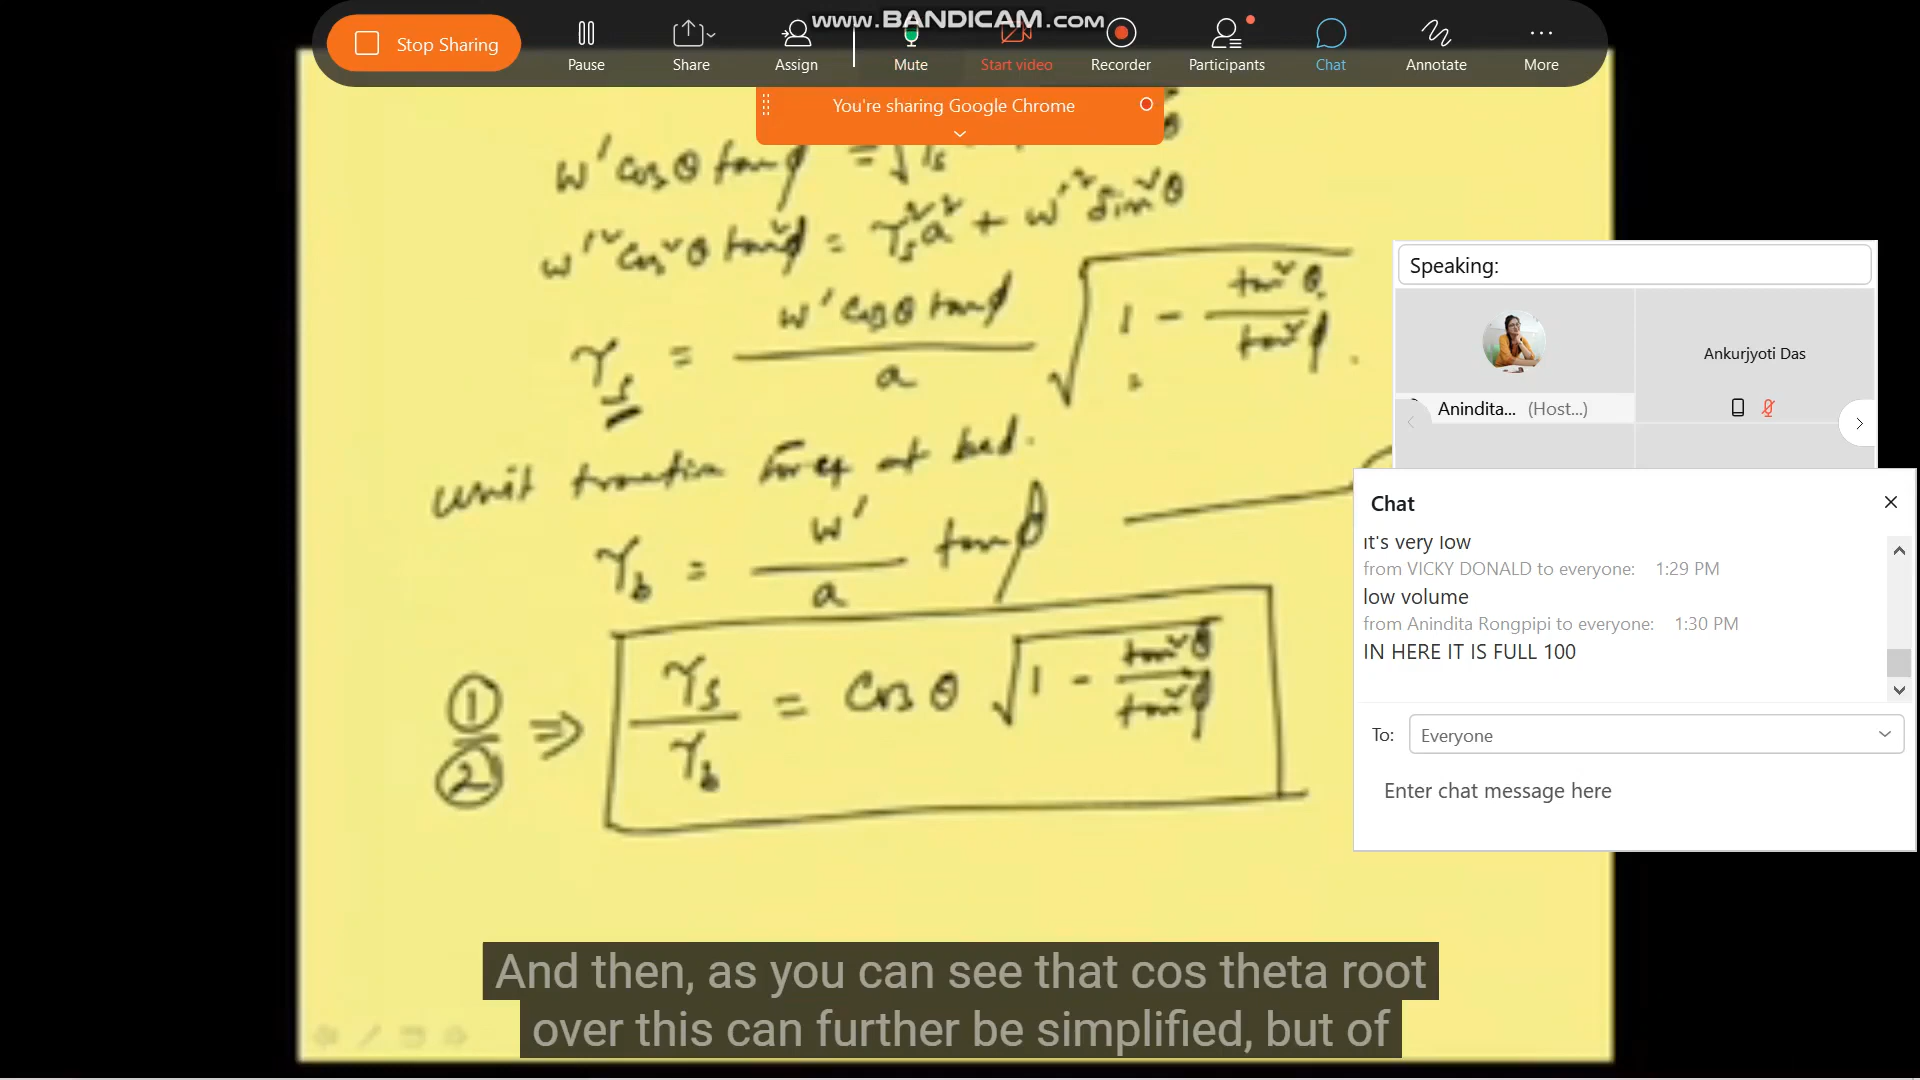 www.BANDICAM.com
Stop Sharing
Pause
Share
Assign
Mute
Start video
Recorder
Participants
Chat
Annotate
More
You're sharing Google Chrome
W' Cos θ tan φ = √τs
W'² Cos² θ tan² φ = τs² a² + W'² Sin² θ
τs = W' Cos θ tan φ / a √1 - tan² θ / tan² φ
unit tractive force at bed.
τb = W' / a tan φ
① / ② ⇒ τs / τb = Cos θ √1 - tan² θ / tan² φ
And then, as you can see that cos theta root
over this can further be simplified, but of
Speaking:
Ankurjyoti Das
Anindita... (Host...)
Chat
it's very low
from VICKY DONALD to everyone: 1:29 PM
low volume
from Anindita Rongpipi to everyone: 1:30 PM
IN HERE IT IS FULL 100
To: Everyone
Enter chat message here